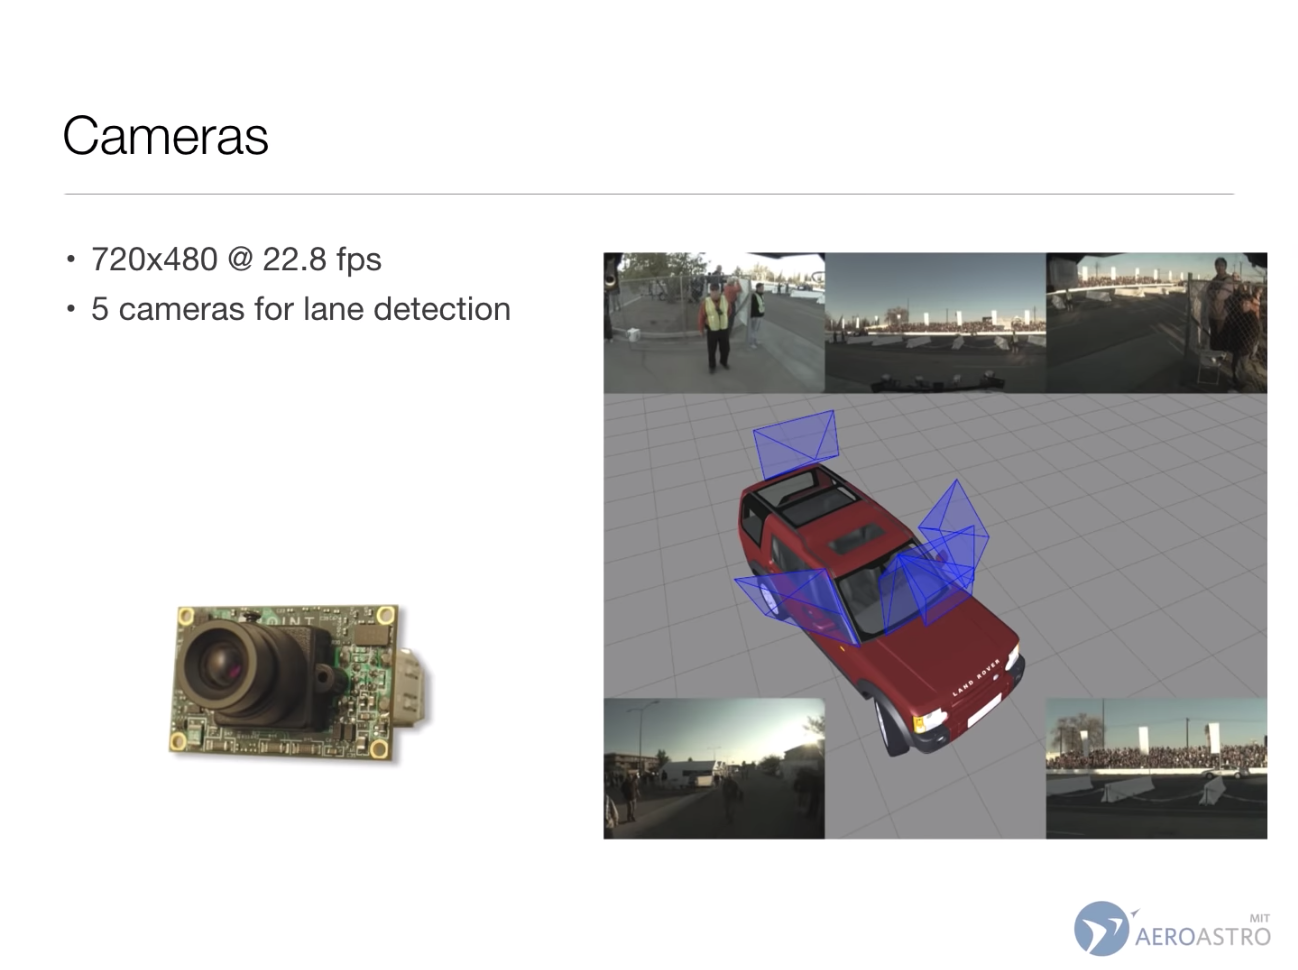 Cameras
• 720x480 @ 22.8 fps
• 5 cameras for lane detection
LAND ROVER
MIT
AEROASTRO